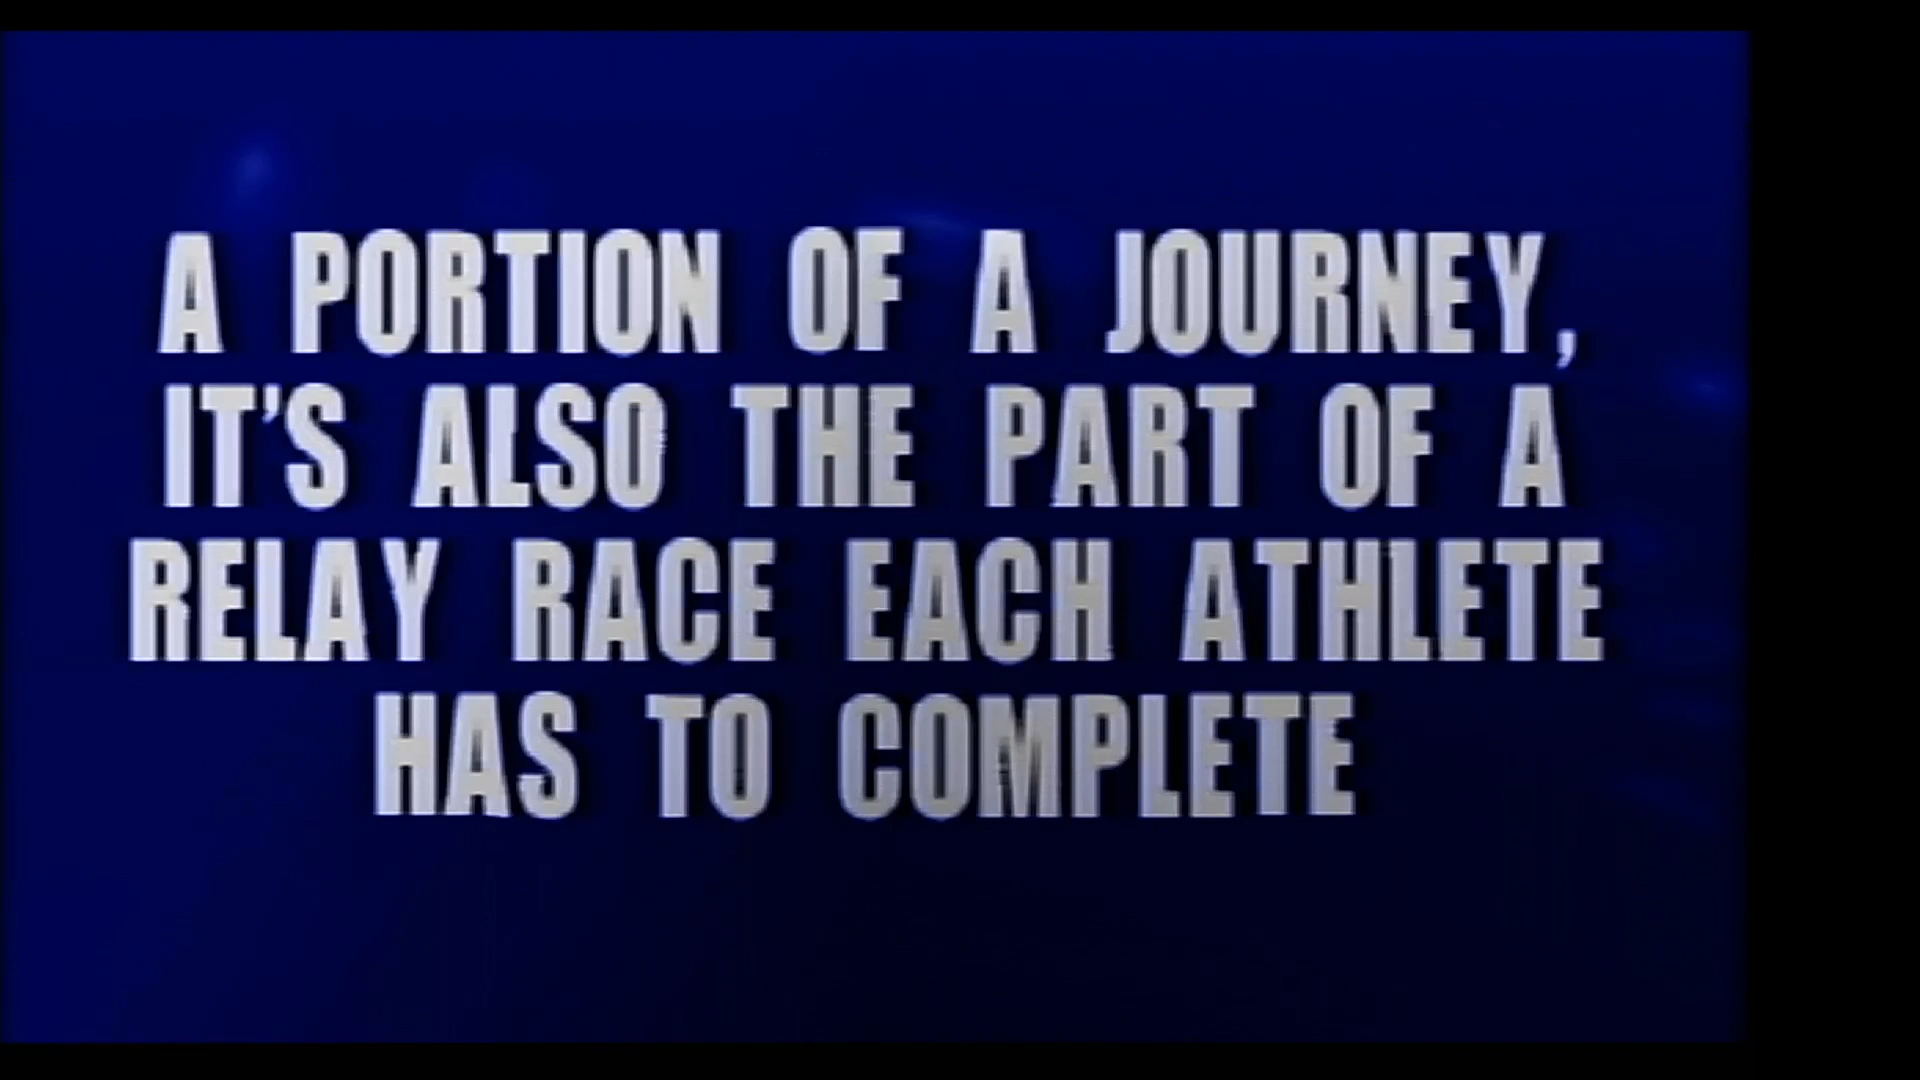 A PORTION OF A JOURNEY,
IT'S ALSO THE PART OF A
RELAY RACE EACH ATHLETE
HAS TO COMPLETE